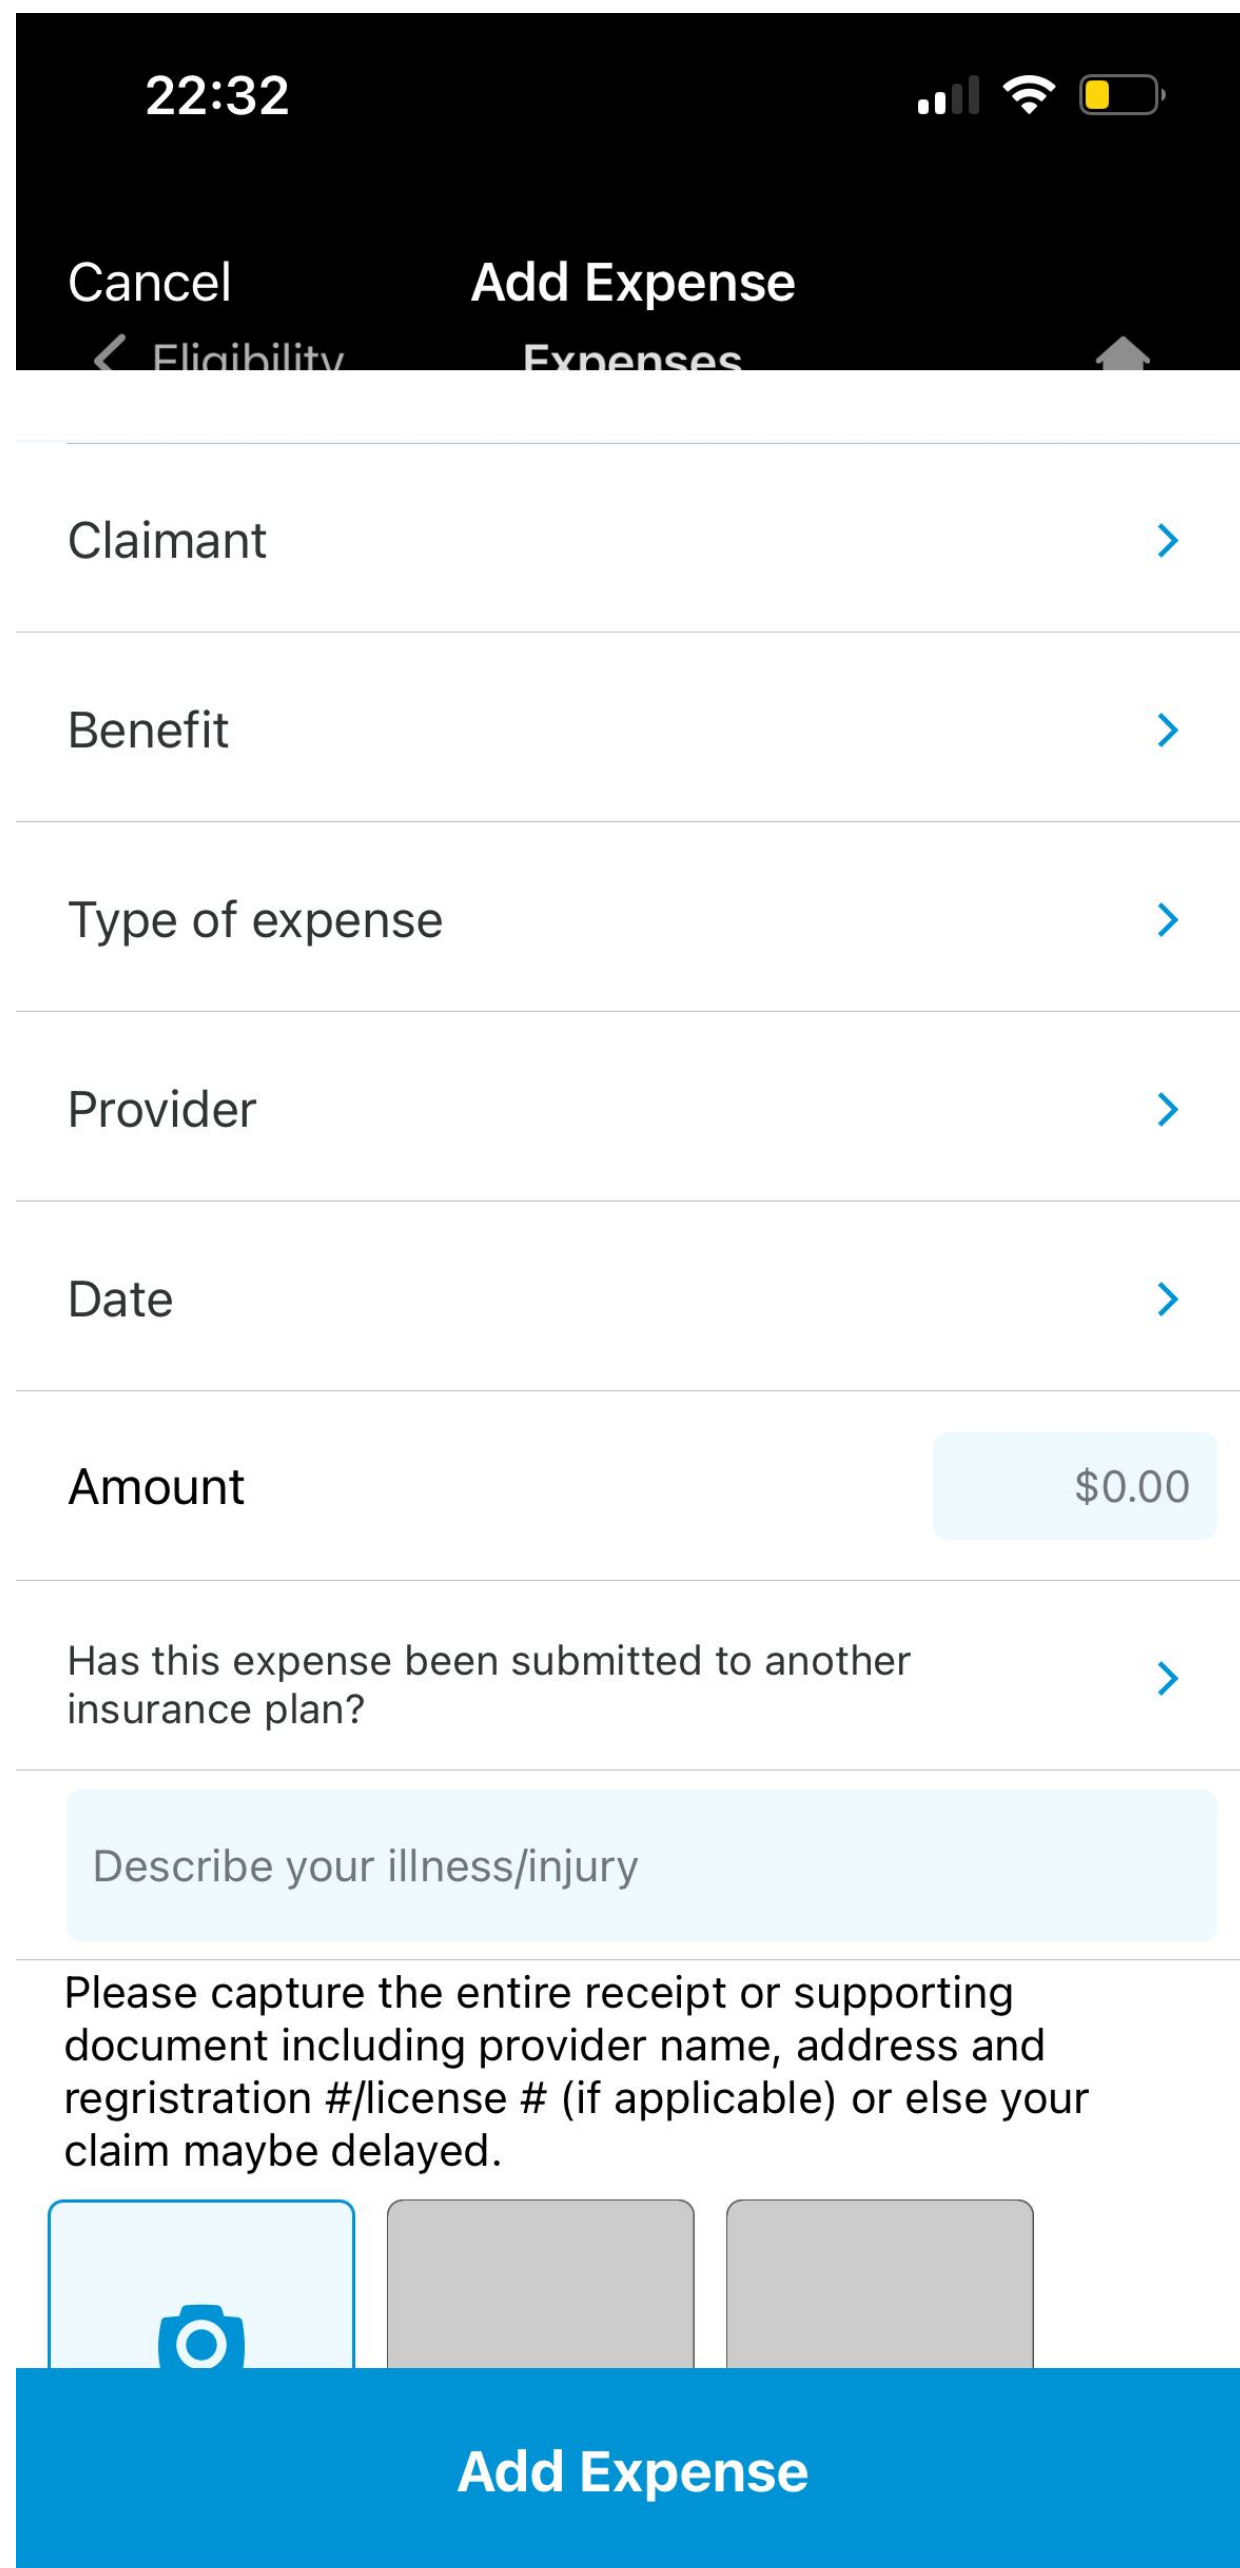 22:32
Cancel Add Expense
Eligibility Expenses
Claimant
Benefit
Type of expense
Provider
Date
Amount $0.00
Has this expense been submitted to another
insurance plan?
Describe your illness/injury
Please capture the entire receipt or supporting
document including provider name, address and
regristration #/license # (if applicable) or else your
claim maybe delayed.
Add Expense